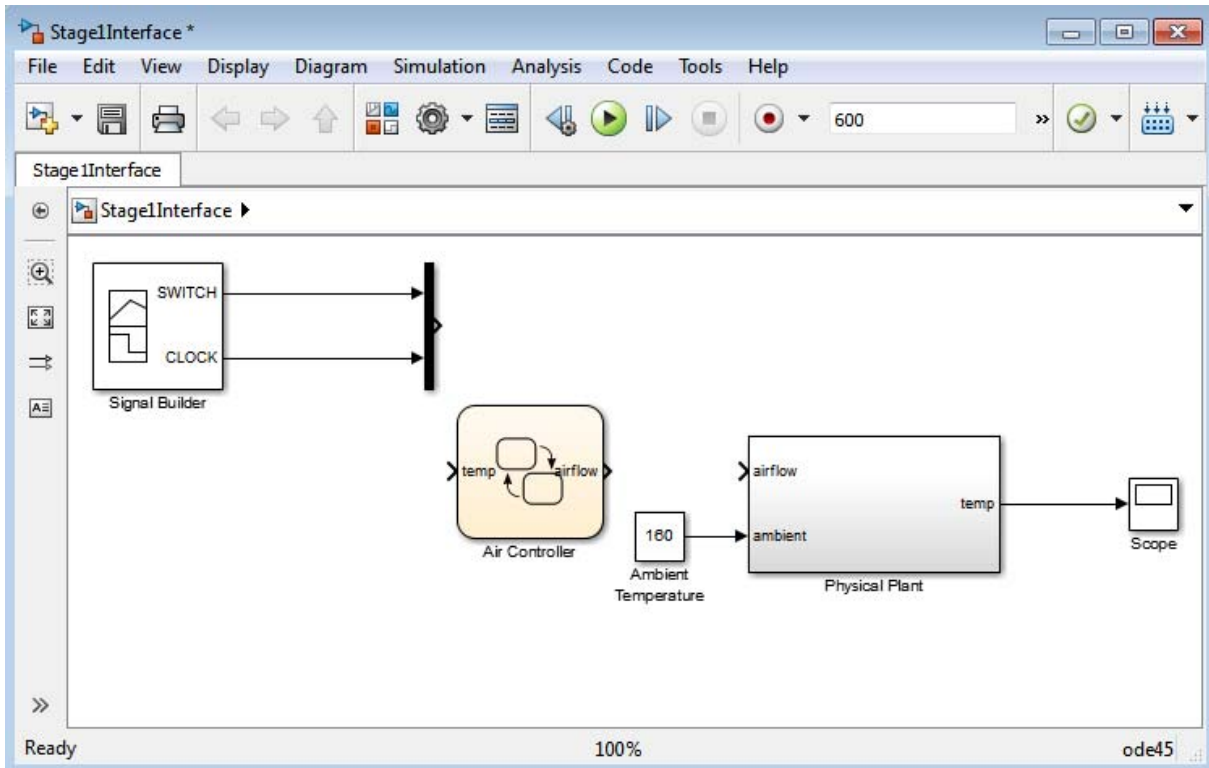 Stage1Interface *
File Edit View Display Diagram Simulation Analysis Code Tools Help
600
Stage1Interface
Stage1Interface
SWITCH
CLOCK
Signal Builder
temp
airflow
Air Controller
160
Ambient
Temperature
airflow
ambient
temp
Physical Plant
Scope
Ready 100% ode45